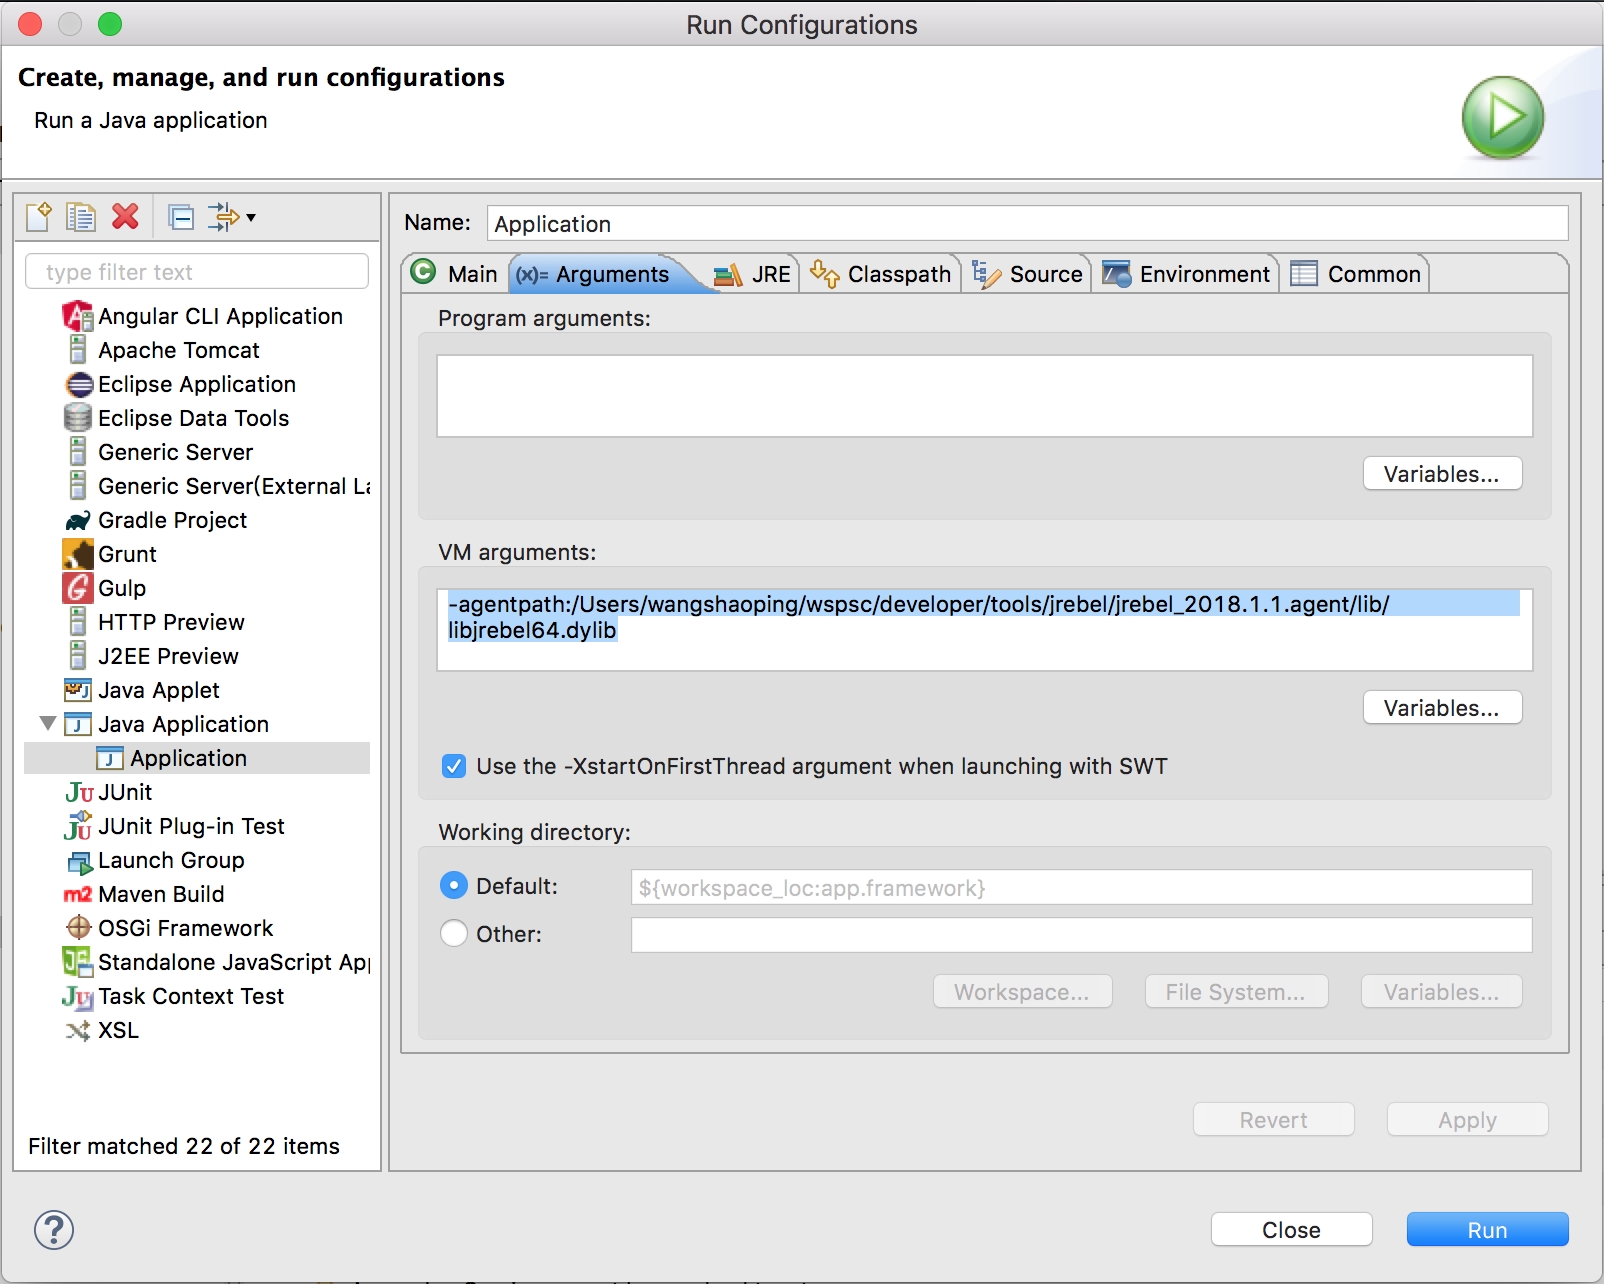 Run Configurations
Create, manage, and run configurations
Run a Java application
type filter text
Angular CLI Application
Apache Tomcat
Eclipse Application
Eclipse Data Tools
Generic Server
Generic Server(External La
Gradle Project
Grunt
Gulp
HTTP Preview
J2EE Preview
Java Applet
Java Application
Application
JUnit
JUnit Plug-in Test
Launch Group
Maven Build
OSGi Framework
Standalone JavaScript App
Task Context Test
XSL
Filter matched 22 of 22 items
Name: Application
Main (x)= Arguments JRE Classpath Source Environment Common
Program arguments:
Variables...
VM arguments:
-agentpath:/Users/wangshaoping/wspsc/developer/tools/jrebel/jrebel_2018.1.1.agent/lib/
libjrebel64.dylib
Variables...
Use the -XstartOnFirstThread argument when launching with SWT
Working directory:
Default: ${workspace_loc:app.framework}
Other:
Workspace... File System... Variables...
Revert Apply
Close Run